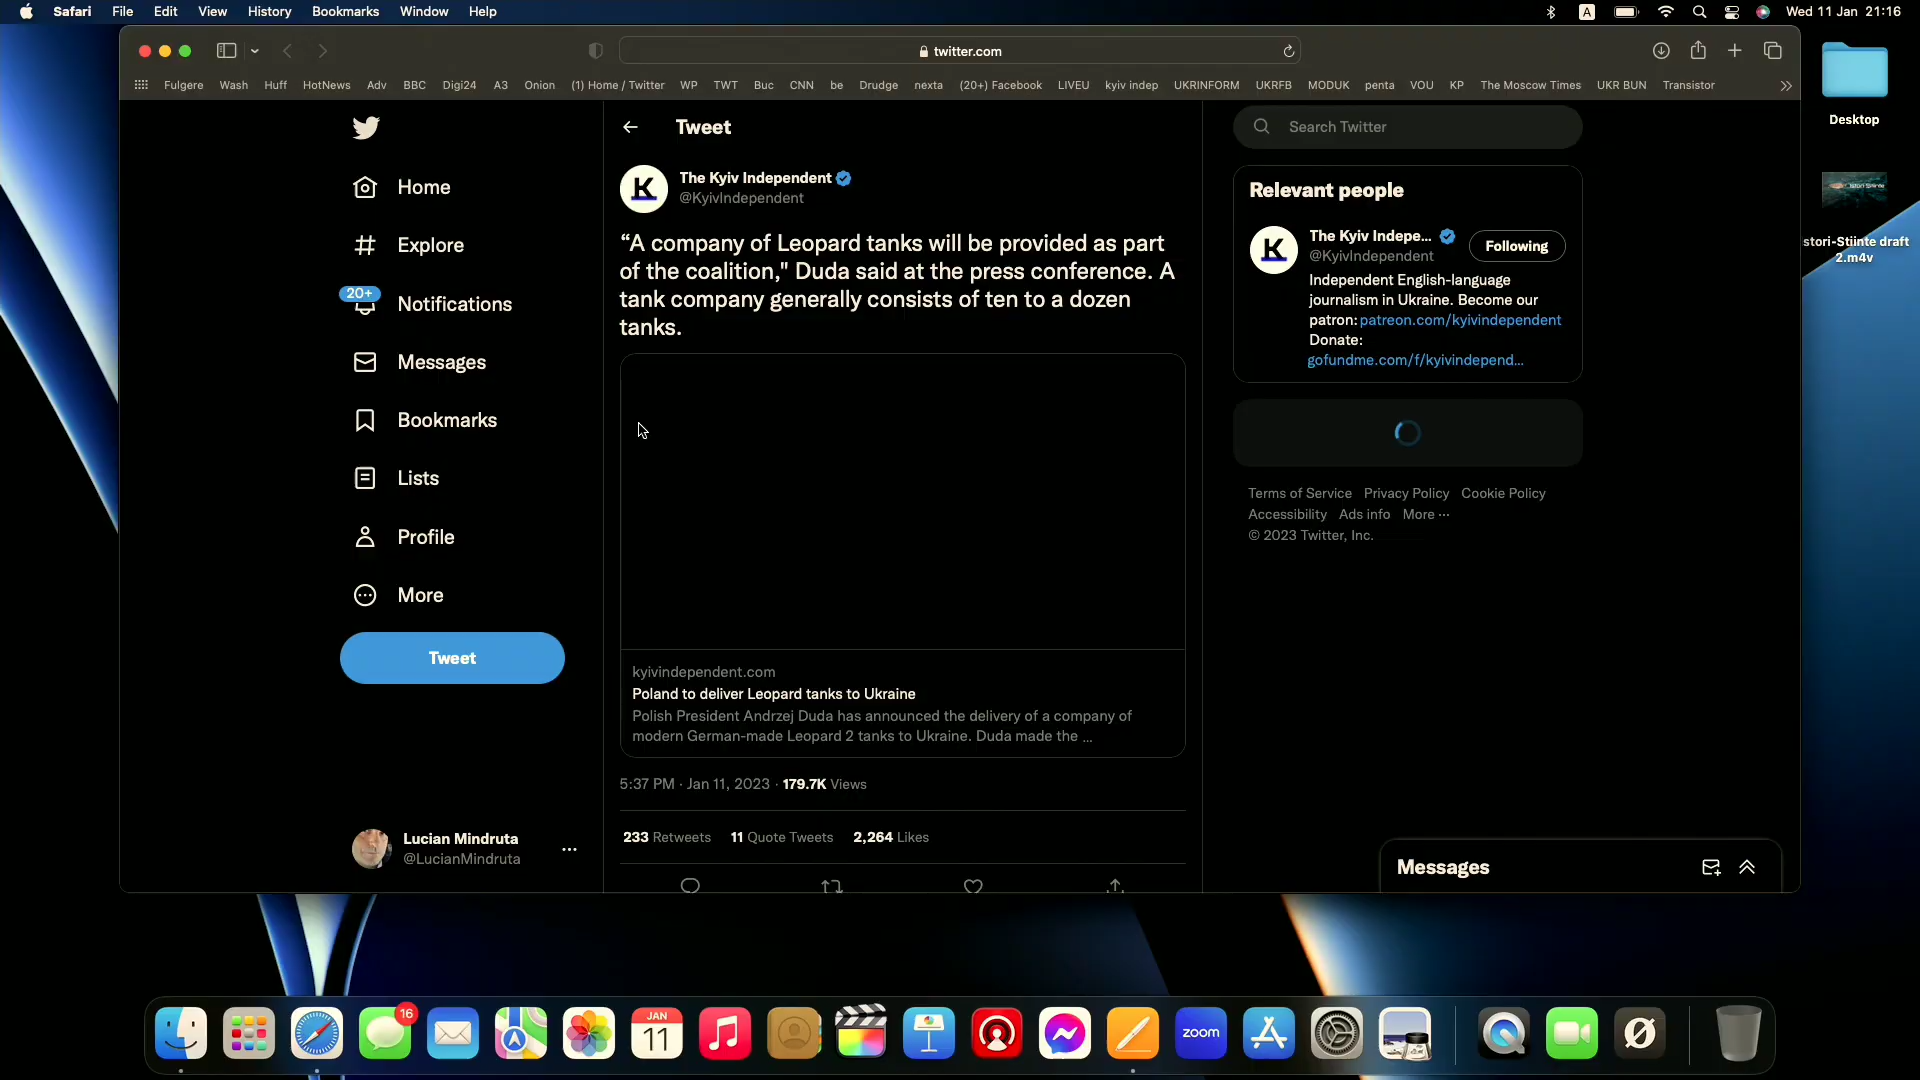 Safari File Edit View History Bookmarks Window Help
A
Wed 11 Jan 21:16
twitter.com
Fulgere Wash Huff HotNews Adv BBC Digi24 A3 Onion (1) Home / Twitter WP TWT Buc CNN be Drudge nexta (20+) Facebook LIVEU kyiv indep UKRINFORM UKRFB MODUK penta VOU KP The Moscow Times UKR BUN Transistor
Desktop
2.m4v
Home
Explore
20+
Notifications
Messages
Bookmarks
Lists
Profile
More
Tweet
Lucian Mindruta
@LucianMindruta
Tweet
K
The Kyiv Independent
@KyivIndependent
“A company of Leopard tanks will be provided as part
of the coalition," Duda said at the press conference. A
tank company generally consists of ten to a dozen
tanks.
kyivindependent.com
Poland to deliver Leopard tanks to Ukraine
Polish President Andrzej Duda has announced the delivery of a company of
modern German-made Leopard 2 tanks to Ukraine. Duda made the ...
5:37 PM · Jan 11, 2023 · 179.7K Views
233 Retweets 11 Quote Tweets 2,264 Likes
Search Twitter
Relevant people
K
The Kyiv Indepe...
@KyivIndependent
Following
Independent English-language
journalism in Ukraine. Become our
patron: patreon.com/kyivindependent
Donate:
gofundme.com/f/kyivindepend...
Terms of Service Privacy Policy Cookie Policy
Accessibility Ads info More ...
© 2023 Twitter, Inc.
Messages
stori-Stiinte draft
16
JAN
11
zoom